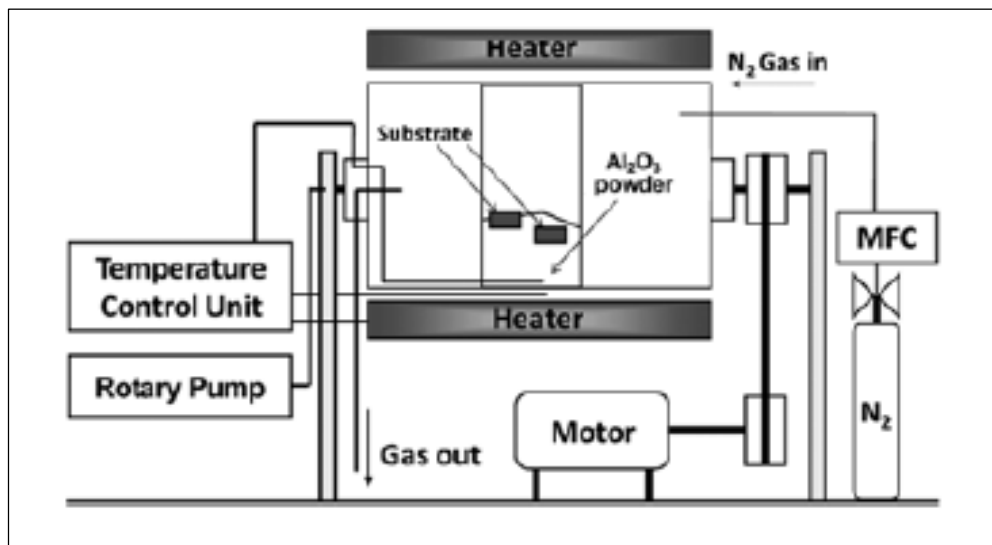 Heater
N₂ Gas in
Substrate
Al₂O₃
powder
MFC
Temperature
Control Unit
Heater
Rotary Pump
N₂
Motor
Gas out